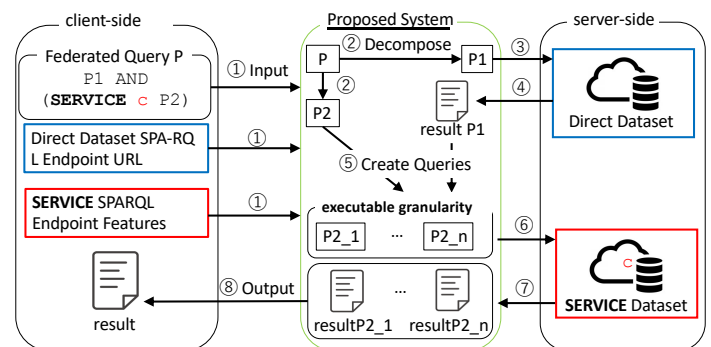 client-side
Proposed System
server-side
Federated Query P
P1 AND
(SERVICE c P2)
① Input
② Decompose
P
P1
③
②
④
Direct Dataset
Direct Dataset SPA-RQ
L Endpoint URL
①
P2
result P1
⑤ Create Queries
SERVICE SPARQL
Endpoint Features
①
executable granularity
P2_1
...
P2_n
⑥
c
SERVICE Dataset
⑦
⑧ Output
result
...
resultP2_1
resultP2_n